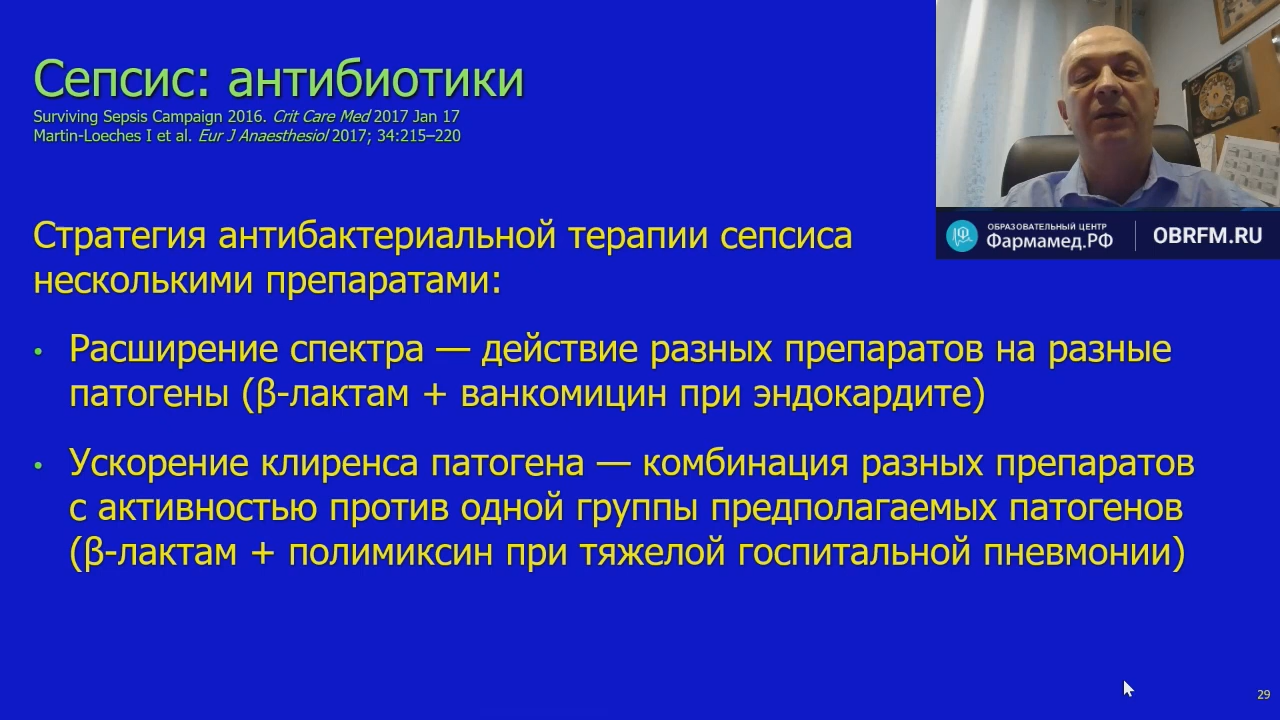 Сепсис: антибиотики
Surviving Sepsis Campaign 2016. Crit Care Med 2017 Jan 17
Martin-Loeches I et al. Eur J Anaesthesiol 2017; 34:215–220
ОБРАЗОВАТЕЛЬНЫЙ ЦЕНТР
Фармамед.РФ
OBRFM.RU
Стратегия антибактериальной терапии сепсиса
несколькими препаратами:
• Расширение спектра — действие разных препаратов на разные
патогены (β-лактам + ванкомицин при эндокардите)
• Ускорение клиренса патогена — комбинация разных препаратов
с активностью против одной группы предполагаемых патогенов
(β-лактам + полимиксин при тяжелой госпитальной пневмонии)
29